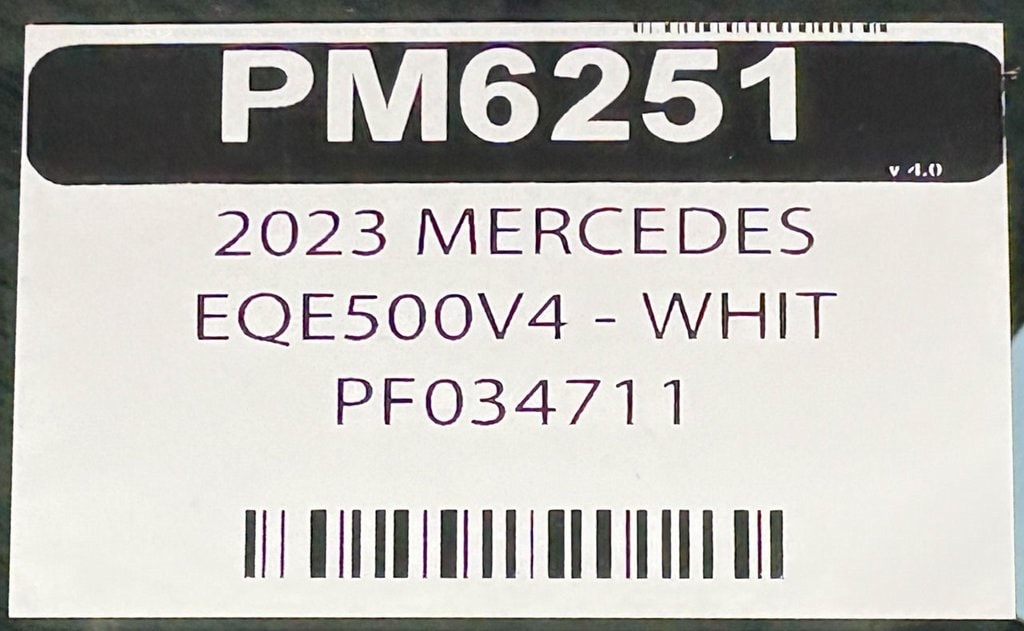 PM6251
v 4.0
2023 MERCEDES
EQE500V4 - WHIT
PF034711